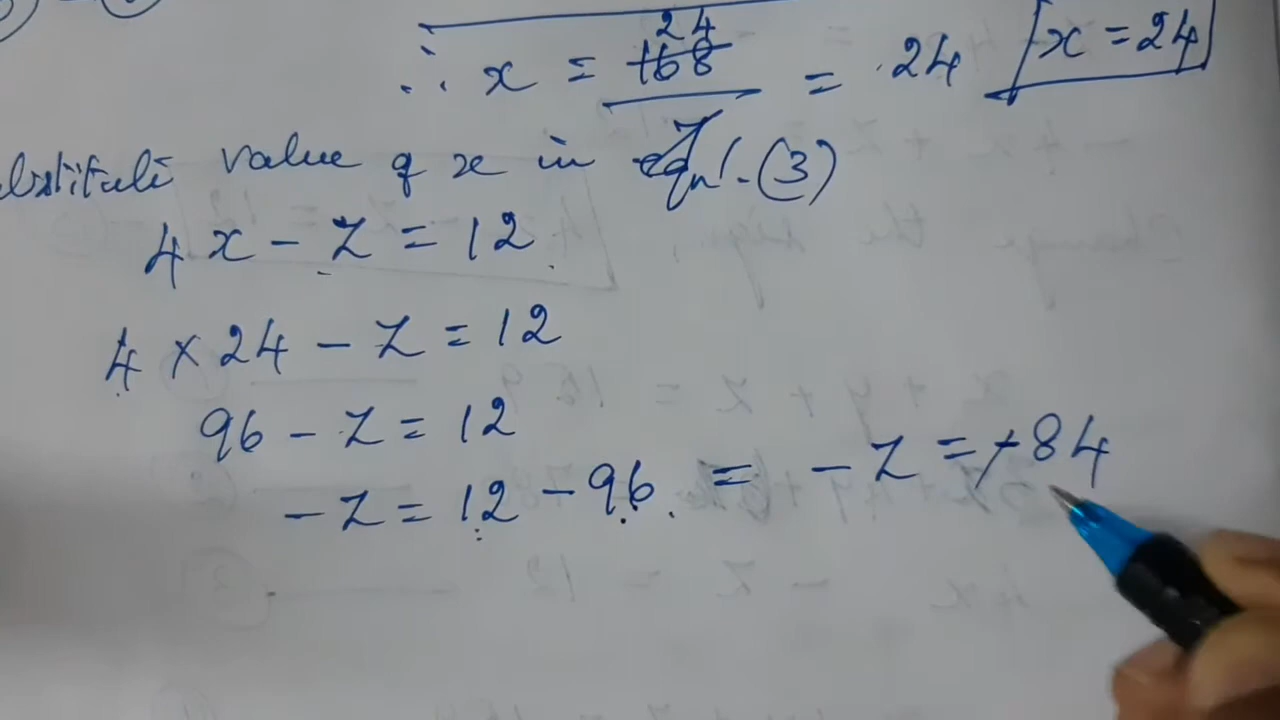 24
∴ x = 168 / 7 = 24 x = 24
value of x in eqn. (3)
4x - z = 12
4 × 24 - z = 12
96 - z = 12
- z = 12 - 96 = - z = -84